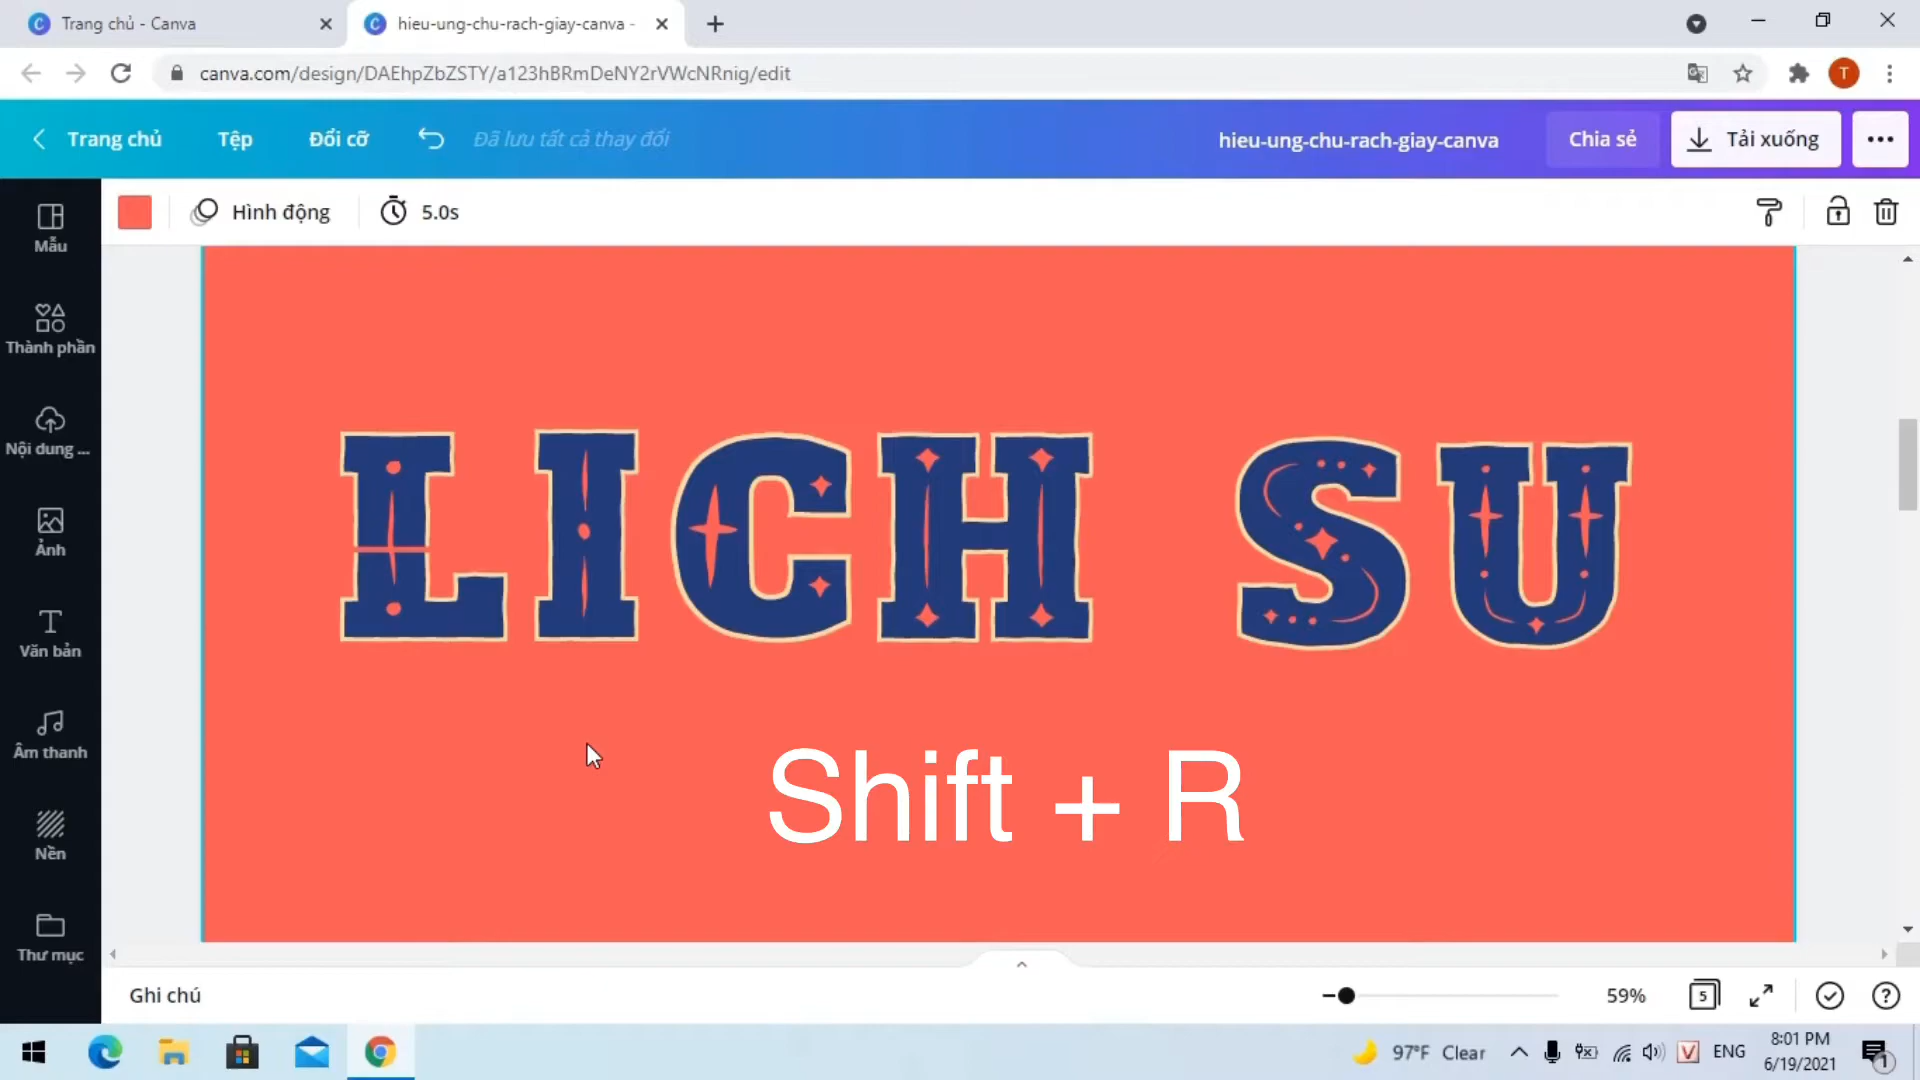 Trang chủ - Canva
hieu-ung-chu-rach-giay-canva -
canva.com/design/DAEhpZbZSTY/a123hBRmDeNY2rVWcNRnig/edit
T
Trang chủ
Tệp
Đổi cỡ
Đã lưu tất cả thay đổi
hieu-ung-chu-rach-giay-canva
Chia sẻ
Tải xuống
Hình động
5.0s
Mẫu
Thành phần
Nội dung ...
Ảnh
Văn bản
Âm thanh
Nền
Thư mục
LICH SU
Shift + R
Ghi chú
59%
5
97°F Clear
ENG
8:01 PM
6/19/2021
1